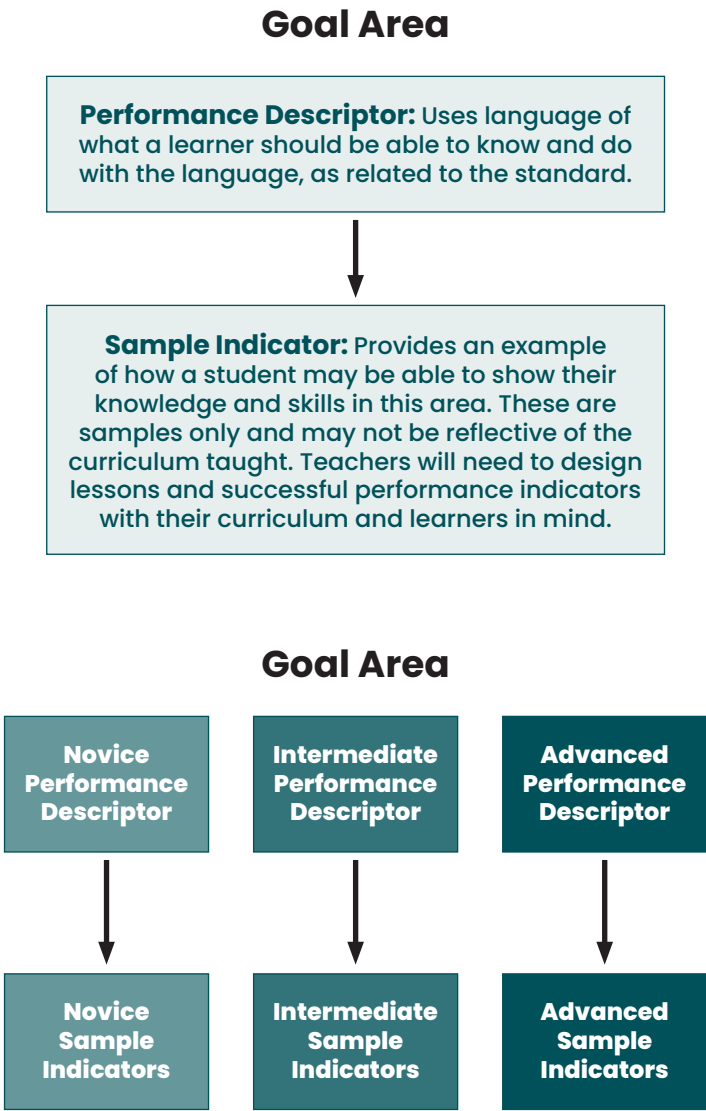 Goal Area
Performance Descriptor: Uses language of
what a learner should be able to know and do
with the language, as related to the standard.
Sample Indicator: Provides an example
of how a student may be able to show their
knowledge and skills in this area. These are
samples only and may not be reflective of the
curriculum taught. Teachers will need to design
lessons and successful performance indicators
with their curriculum and learners in mind.
Goal Area
Novice
Performance
Descriptor
Intermediate
Performance
Descriptor
Advanced
Performance
Descriptor
Novice
Sample
Indicators
Intermediate
Sample
Indicators
Advanced
Sample
Indicators